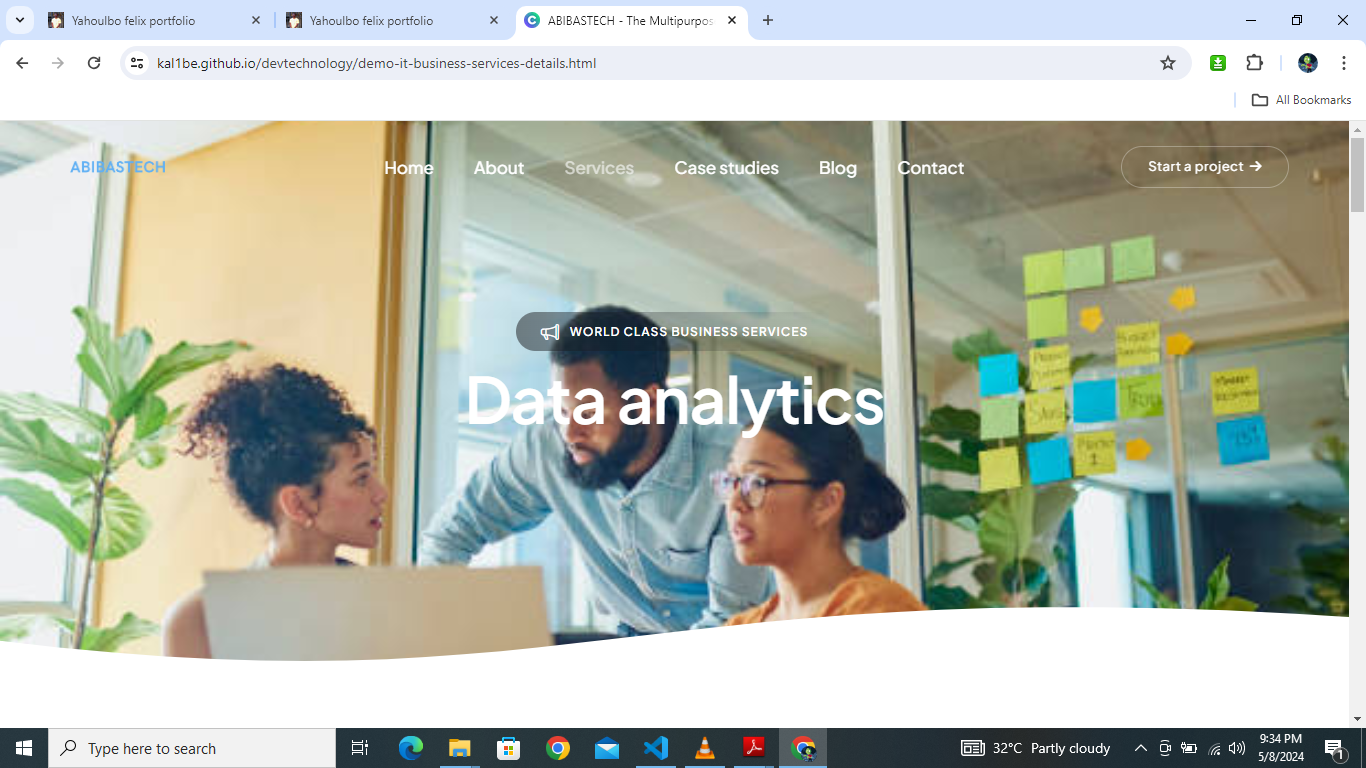 Yahoulbo felix portfolio
Yahoulbo felix portfolio
ABIBASTECH - The Multipurpos
kal1be.github.io/devtechnology/demo-it-business-services-details.html
All Bookmarks
ABIBASTECH
Home
About
Services
Case studies
Blog
Contact
Start a project
WORLD CLASS BUSINESS SERVICES
Data analytics
Type here to search
32°C Partly cloudy
9:34 PM
5/8/2024
1